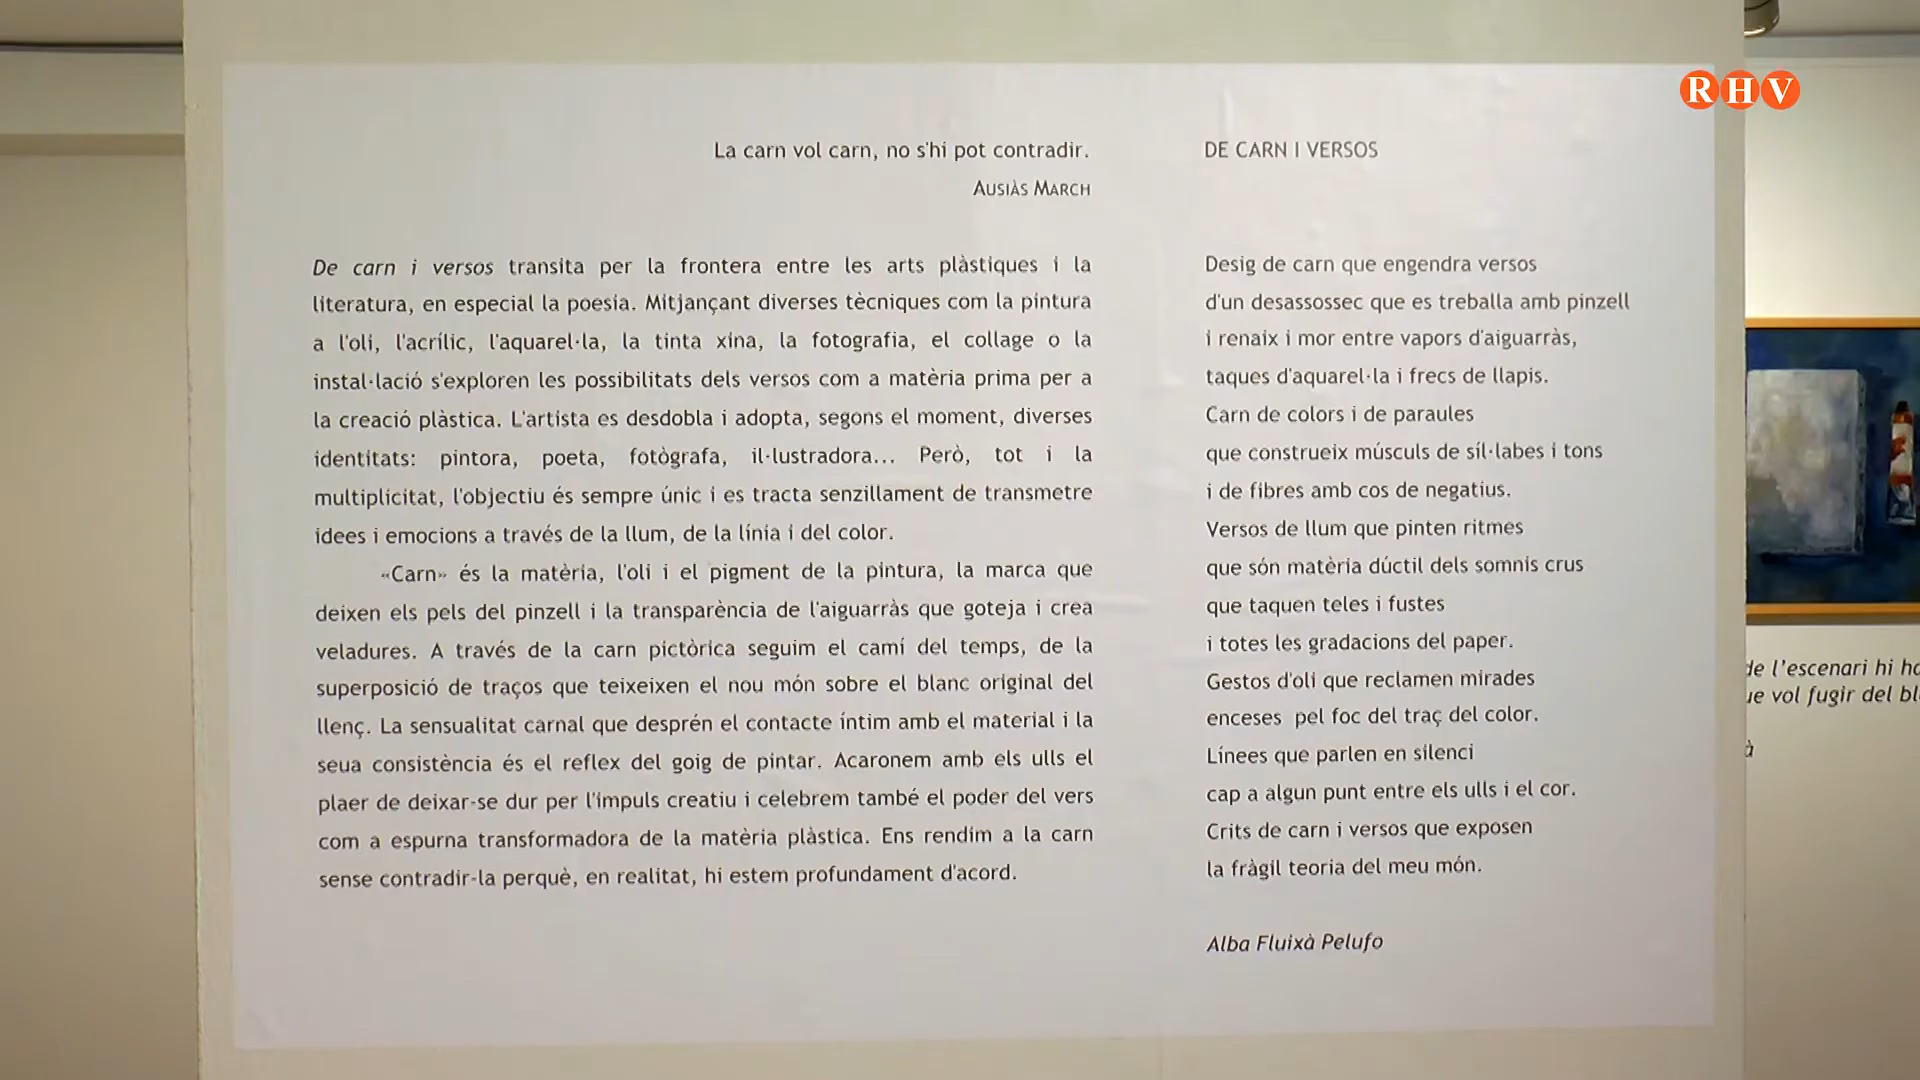 RHV
La carn vol carn, no s'hi pot contradir.
AUSIÀS MARCH
De carn i versos transita per la frontera entre les arts plàstiques i la
literatura, en especial la poesia. Mitjançant diverses tècniques com la pintura
a l'oli, l'acrílic, l'aquarel·la, la tinta xina, la fotografia, el collage o la
instal·lació s'exploren les possibilitats dels versos com a matèria prima per a
la creació plàstica. L'artista es desdobla i adopta, segons el moment, diverses
identitats: pintora, poeta, fotògrafa, il·lustradora... Però, tot i la
multiplicitat, l'objectiu és sempre únic i es tracta senzillament de transmetre
idees i emocions a través de la llum, de la línia i del color.
«Carn» és la matèria, l'oli i el pigment de la pintura, la marca que
deixen els pels del pinzell i la transparència de l'aiguarràs que goteja i crea
veladures. A través de la carn pictòrica seguim el camí del temps, de la
superposició de traços que teixeixen el nou món sobre el blanc original del
llenç. La sensualitat carnal que desprén el contacte íntim amb el material i la
seua consistència és el reflex del goig de pintar. Acaronem amb els ulls el
plaer de deixar-se dur per l'impuls creatiu i celebrem també el poder del vers
com a espurna transformadora de la matèria plàstica. Ens rendim a la carn
sense contradir-la perquè, en realitat, hi estem profundament d'acord.
DE CARN I VERSOS
Desig de carn que engendra versos
d'un desassossec que es treballa amb pinzell
i renaix i mor entre vapors d'aiguarràs,
taques d'aquarel·la i frecs de llapis.
Carn de colors i de paraules
que construeix músculs de síl·labes i tons
i de fibres amb cos de negatius.
Versos de llum que pinten ritmes
que són matèria dúctil dels somnis crus
que taquen teles i fustes
i totes les gradacions del paper.
Gestos d'oli que reclamen mirades
enceses pel foc del traç del color.
Línees que parlen en silenci
cap a algun punt entre els ulls i el cor.
Crits de carn i versos que exposen
la fràgil teoria del meu món.
Alba Fluixà Pelufo
de l'escenari hi
vol fugir del